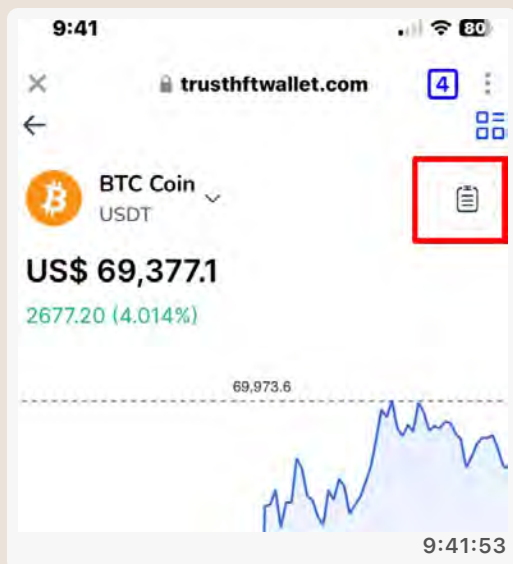 9:41
80
trusthftwallet.com
4
BTC Coin
USDT
US$ 69,377.1
2677.20 (4.014%)
69,973.6
9:41:53